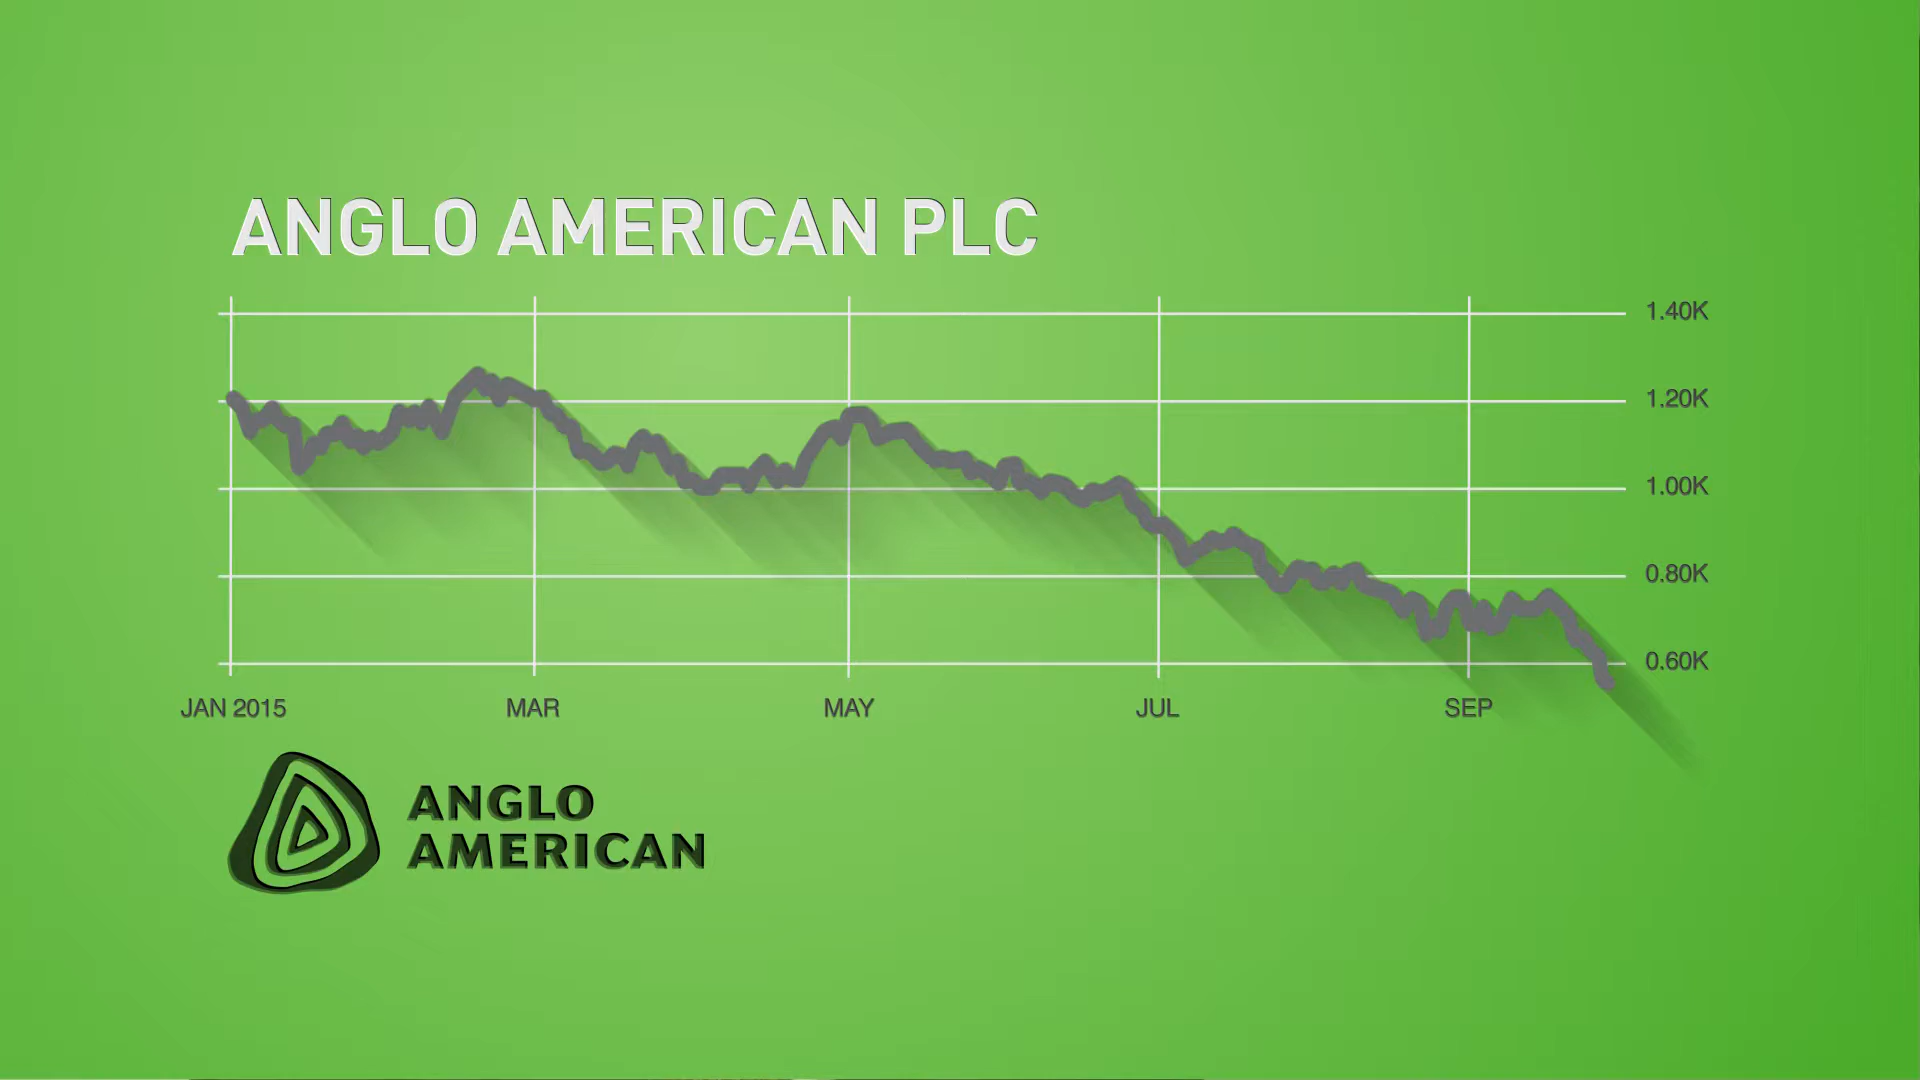 ANGLO AMERICAN PLC
1.40K
1.20K
1.00K
0.80K
0.60K
JAN 2015 MAR MAY JUL SEP
ANGLO
AMERICAN